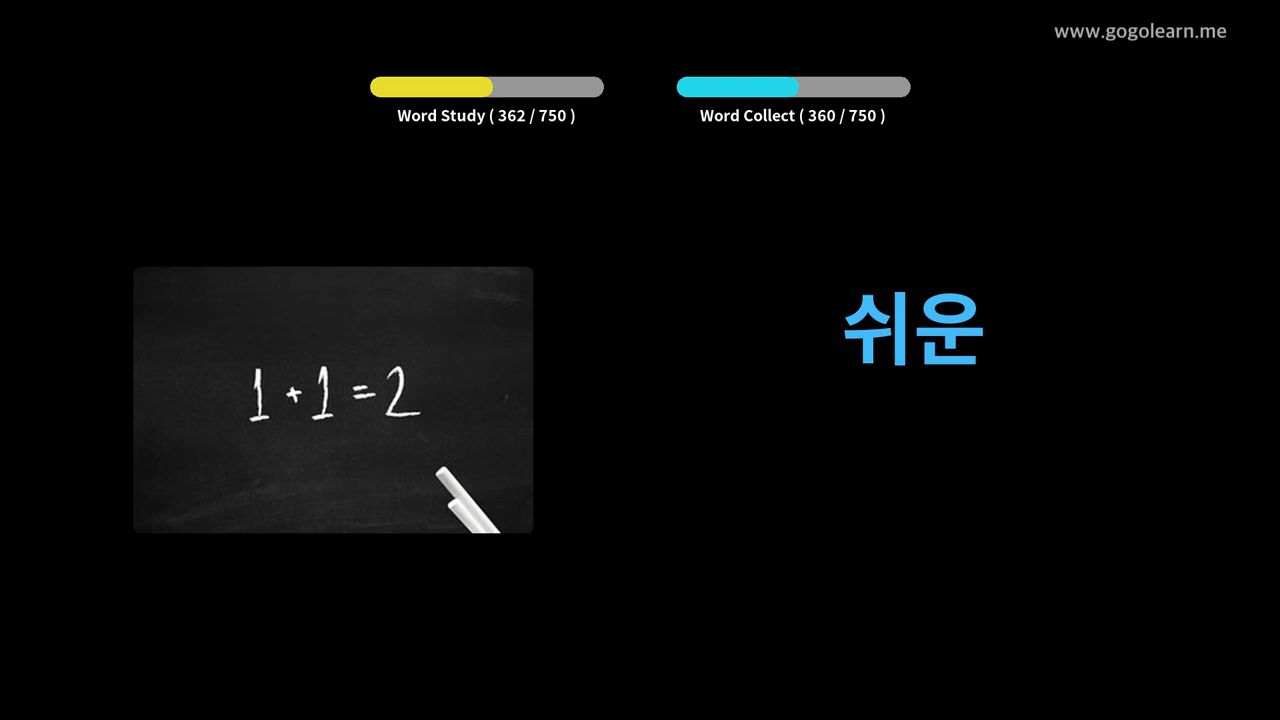 www.gogolearn.me
Word Study ( 362 / 750 )
Word Collect ( 360 / 750 )
1 + 1 = 2
쉬운